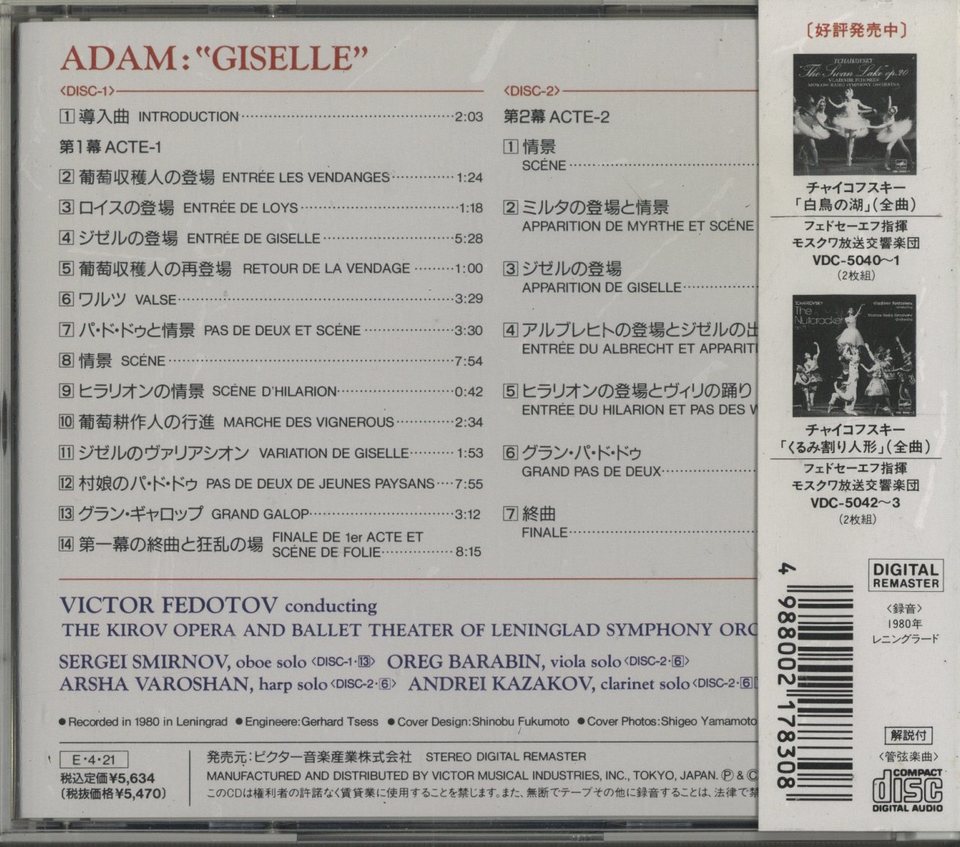 ADAM: “GISELLE”
〈DISC-1〉
1 導入曲 INTRODUCTION 2:03
第1幕 ACTE-1
2 葡萄収穫人の登場 ENTRÉE LES VENDANGES 1:24
3 ロイスの登場 ENTRÉE DE LOYS 1:18
4 ジゼルの登場 ENTRÉE DE GISELLE 5:28
5 葡萄収穫人の再登場 RETOUR DE LA VENDAGE 1:00
6 ワルツ VALSE 3:29
7 パ・ド・ドゥと情景 PAS DE DEUX ET SCÉNE 3:30
8 情景 SCÉNE 7:54
9 ヒラリオンの情景 SCÉNE D'HILARION 0:42
10 葡萄耕作人の行進 MARCHE DES VIGNEROUS 2:34
11 ジゼルのヴァリアシオン VARIATION DE GISELLE 1:53
12 村娘のパ・ド・ドゥ PAS DE DEUX DE JEUNES PAYSANS 7:55
13 グラン・ギャロップ GRAND GALOP 3:12
14 第一幕の終曲と狂乱の場 FINALE DE 1er ACTE ET
SCÉNE DE FOLIE 8:15
〈DISC-2〉
第2幕 ACTE-2
1 情景
SCÉNE
2 ミルタの登場と情景
APPARITION DE MYRTHE ET SCÉNE
3 ジゼルの登場
APPARITION DE GISELLE
4 アルブレヒトの登場とジゼルの出
ENTRÉE DU ALBRECHT ET APPARITI
5 ヒラリオンの登場とヴィリの踊り
ENTRÉE DU HILARION ET PAS DES W
6 グラン・パ・ド・ドゥ
GRAND PAS DE DEUX
7 終曲
FINALE
VICTOR FEDOTOV conducting
THE KIROV OPERA AND BALLET THEATER OF LENINGLAD SYMPHONY ORC
SERGEI SMIRNOV, oboe solo〈DISC-1・13〉 OREG BARABIN, viola solo〈DISC-2・6〉
ARSHA VAROSHAN, harp solo〈DISC-2・6〉 ANDREI KAZAKOV, clarinet solo〈DISC-2・6
●Recorded in 1980 in Leningrad ●Engineere: Gerhard Tsess ●Cover Design: Shinobu Fukumoto ●Cover Photos: Shigeo Yamamoto
E・4・21
税込定価¥5,634
(税抜価格¥5,470)
発売元:ビクター音楽産業株式会社 STEREO DIGITAL REMASTER
MANUFACTURED AND DISTRIBUTED BY VICTOR MUSICAL INDUSTRIES, INC., TOKYO, JAPAN. Ⓟ & Ⓒ
このCDは権利者の許諾なく賃貸業に使用することを禁じます。また、無断でテープその他に録音することは、法律で禁
〔好評発売中〕
TCHAIKOVSKY
"The Swan Lake" op.20
チャイコフスキー
「白鳥の湖」(全曲)
フェドセーエフ指揮
モスクワ放送交響楽団
VDC-5040〜1
(2枚組)
TCHAIKOVSKY
The
Nutcracker
チャイコフスキー
「くるみ割り人形」(全曲)
フェドセーエフ指揮
モスクワ放送交響楽団
VDC-5042〜3
(2枚組)
4 988002 178308
DIGITAL
REMASTER
〈録音〉
1980年
レニングラード
解説付
〈管弦楽曲〉
COMPACT
disc
DIGITAL AUDIO